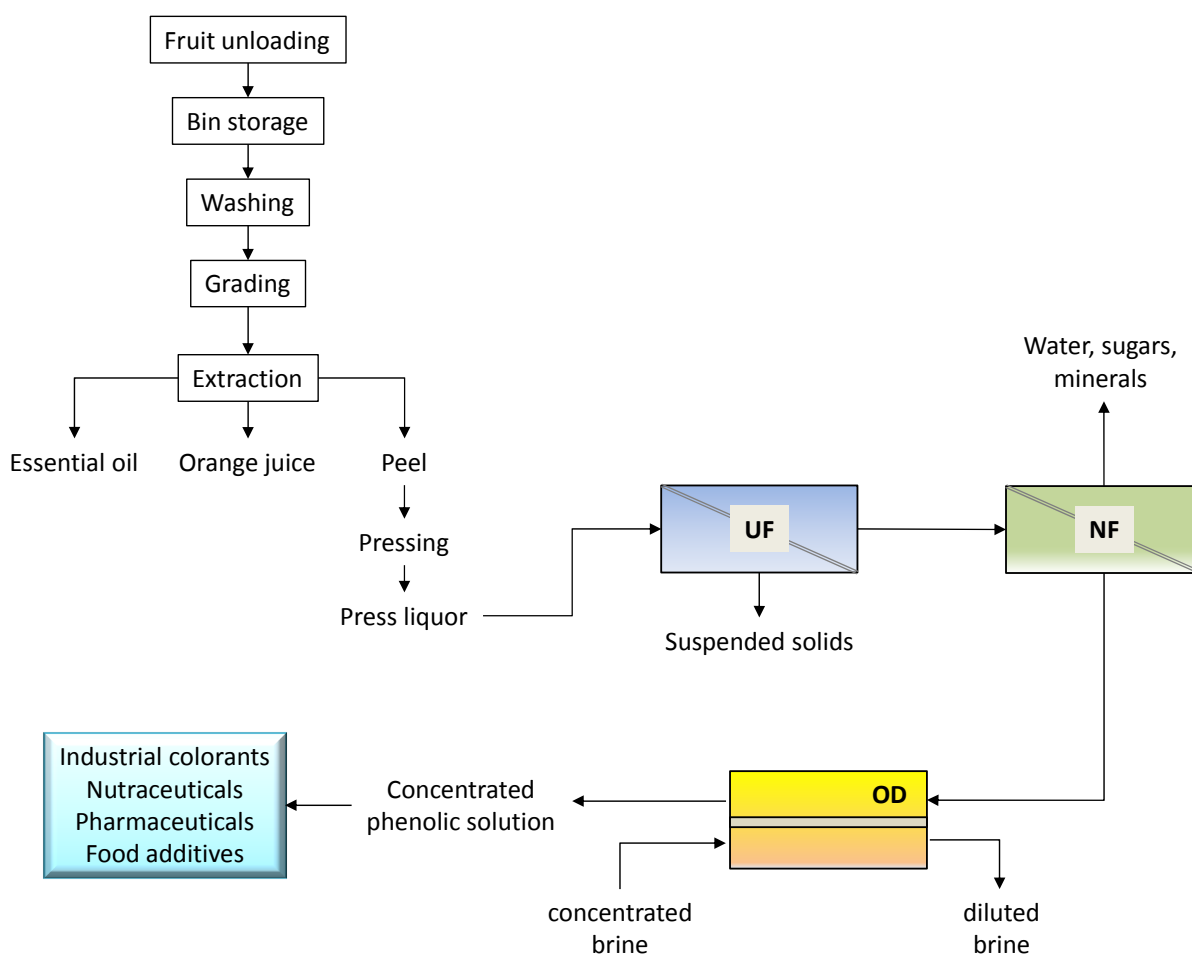 Fruit unloading
Bin storage
Washing
Grading
Extraction
Essential oil
Orange juice
Peel
Pressing
Press liquor
UF
Suspended solids
Water, sugars,
minerals
NF
OD
concentrated
brine
diluted
brine
Concentrated
phenolic solution
Industrial colorants
Nutraceuticals
Pharmaceuticals
Food additives